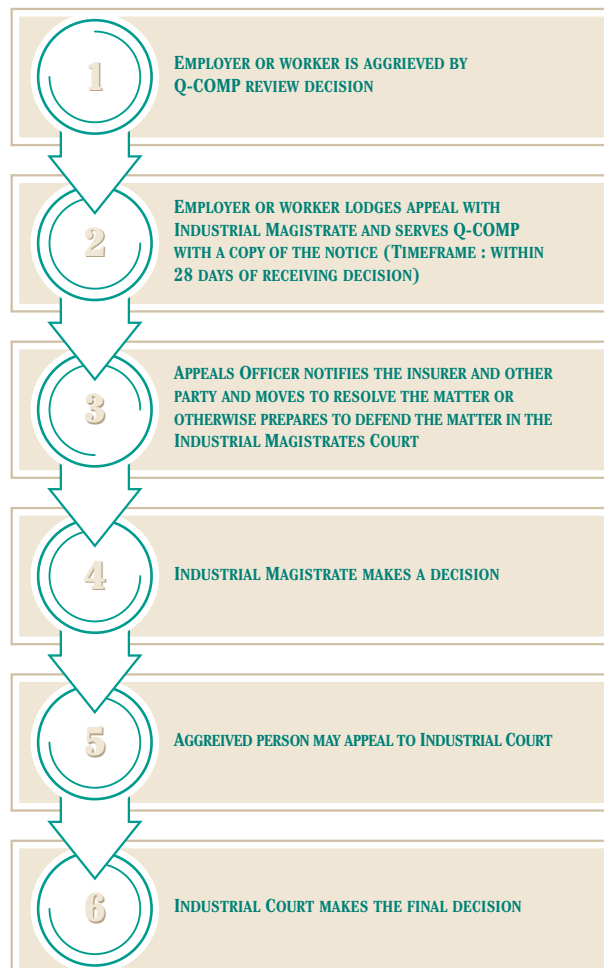 1
EMPLOYER OR WORKER IS AGGRIEVED BY
Q-COMP REVIEW DECISION
2
EMPLOYER OR WORKER LODGES APPEAL WITH
INDUSTRIAL MAGISTRATE AND SERVES Q-COMP
WITH A COPY OF THE NOTICE (TIMEFRAME : WITHIN
28 DAYS OF RECEIVING DECISION)
3
APPEALS OFFICER NOTIFIES THE INSURER AND OTHER
PARTY AND MOVES TO RESOLVE THE MATTER OR
OTHERWISE PREPARES TO DEFEND THE MATTER IN THE
INDUSTRIAL MAGISTRATES COURT
4
INDUSTRIAL MAGISTRATE MAKES A DECISION
5
AGGREIVED PERSON MAY APPEAL TO INDUSTRIAL COURT
6
INDUSTRIAL COURT MAKES THE FINAL DECISION